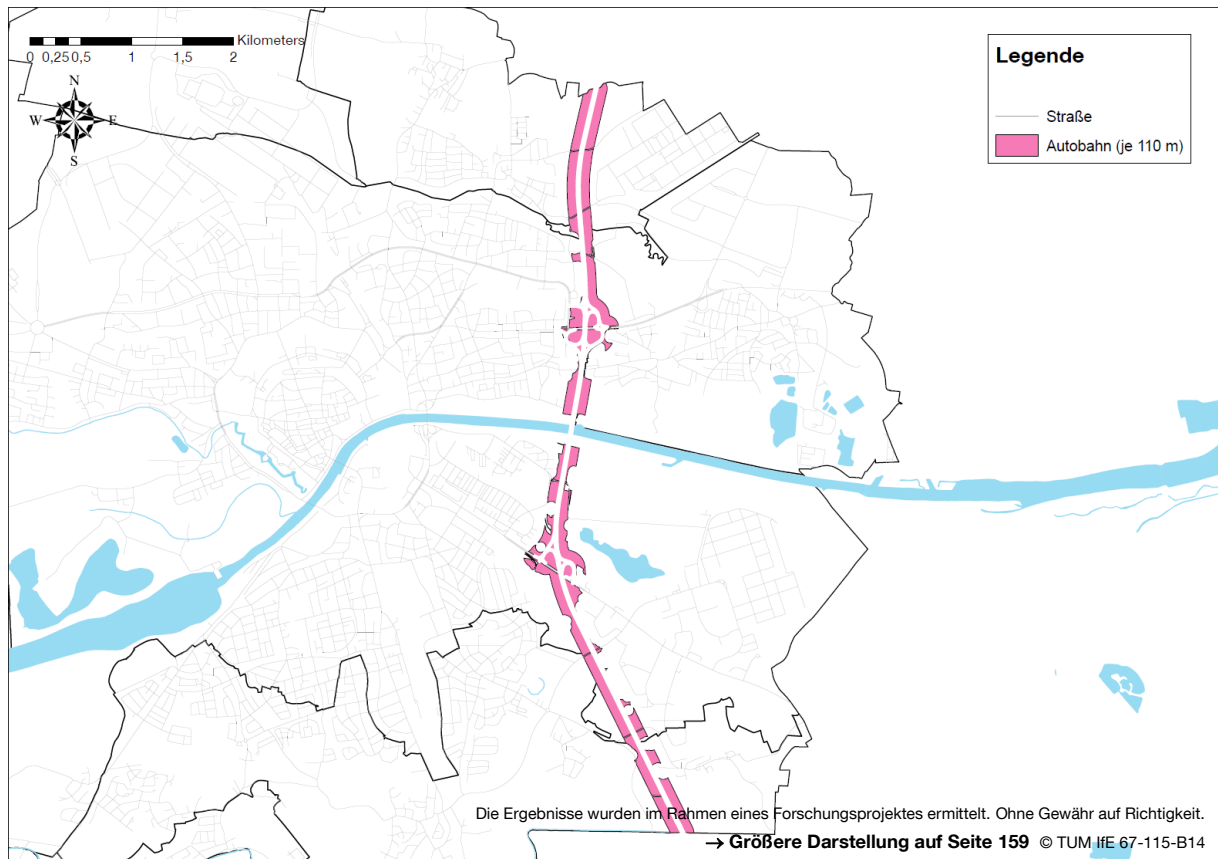 Kilometers
0 0,25 0,5 1 1,5 2
N
W E
S
Legende
Straße
Autobahn (je 110 m)
Die Ergebnisse wurden im Rahmen eines Forschungsprojektes ermittelt. Ohne Gewähr auf Richtigkeit.
→ Größere Darstellung auf Seite 159 © TUM IfE 67-115-B14